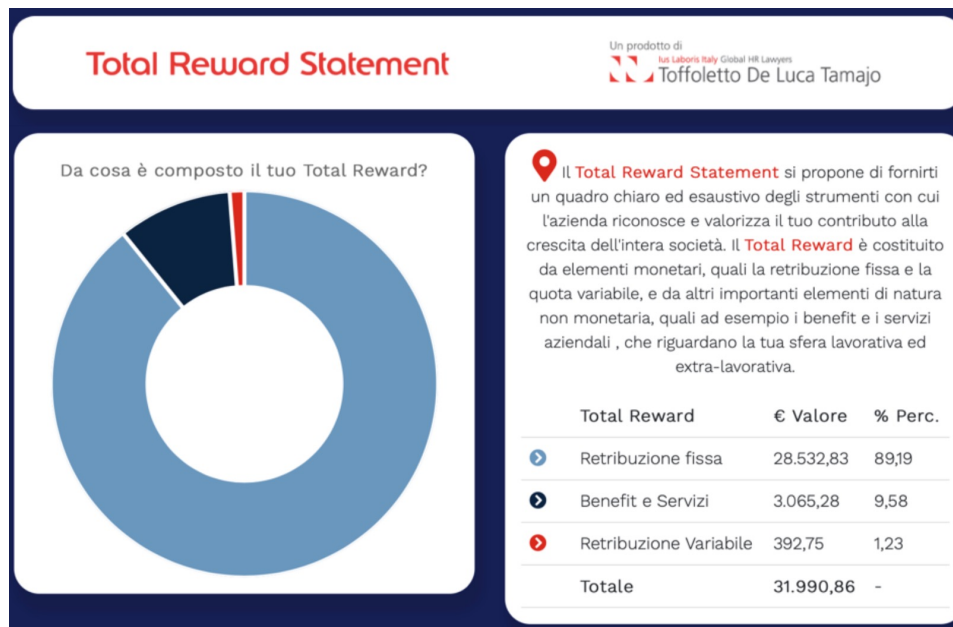 Total Reward Statement
Un prodotto di
Ius Laboris Italy Global HR Lawyers
Toffoletto De Luca Tamajo
Da cosa è composto il tuo Total Reward?
Il Total Reward Statement si propone di fornirti
un quadro chiaro ed esaustivo degli strumenti con cui
l'azienda riconosce e valorizza il tuo contributo alla
crescita dell'intera società. Il Total Reward è costituito
da elementi monetari, quali la retribuzione fissa e la
quota variabile, e da altri importanti elementi di natura
non monetaria, quali ad esempio i benefit e i servizi
aziendali , che riguardano la tua sfera lavorativa ed
extra-lavorativa.
Total Reward € Valore % Perc.
Retribuzione fissa 28.532,83 89,19
Benefit e Servizi 3.065,28 9,58
Retribuzione Variabile 392,75 1,23
Totale 31.990,86 -